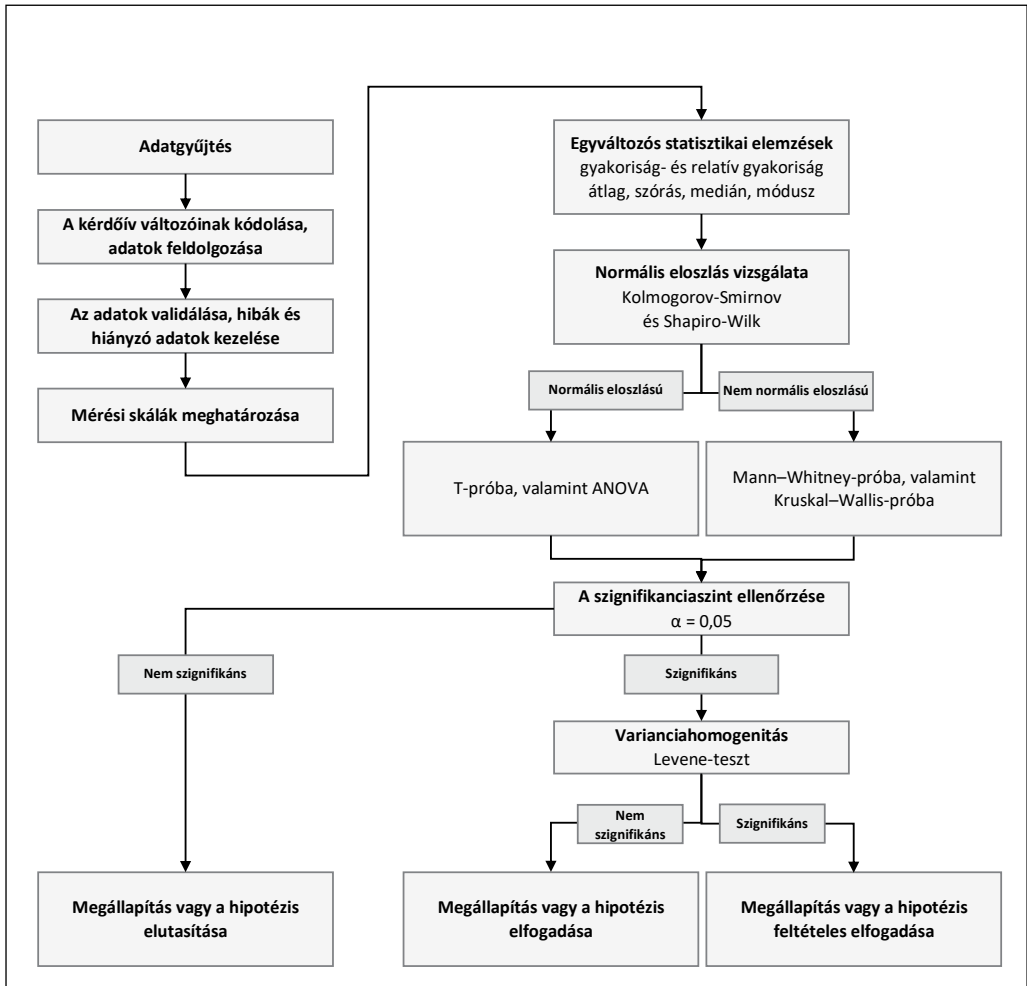 Adatgyűjtés
A kérdőív változóinak kódolása,
adatok feldolgozása
Az adatok validálása, hibák és
hiányzó adatok kezelése
Mérési skálák meghatározása
Egyváltozós statisztikai elemzések
gyakoriság- és relatív gyakoriság
átlag, szórás, medián, módusz
Normális eloszlás vizsgálata
Kolmogorov-Smirnov
és Shapiro-Wilk
Normális eloszlású
Nem normális eloszlású
T-próba, valamint ANOVA
Mann–Whitney-próba, valamint
Kruskal–Wallis-próba
A szignifikanciaszint ellenőrzése
α = 0,05
Nem szignifikáns
Szignifikáns
Varianciahomogenitás
Levene-teszt
Nem
szignifikáns
Szignifikáns
Megállapítás vagy a hipotézis
elutasítása
Megállapítás vagy a hipotézis
elfogadása
Megállapítás vagy a hipotézis
feltételes elfogadása